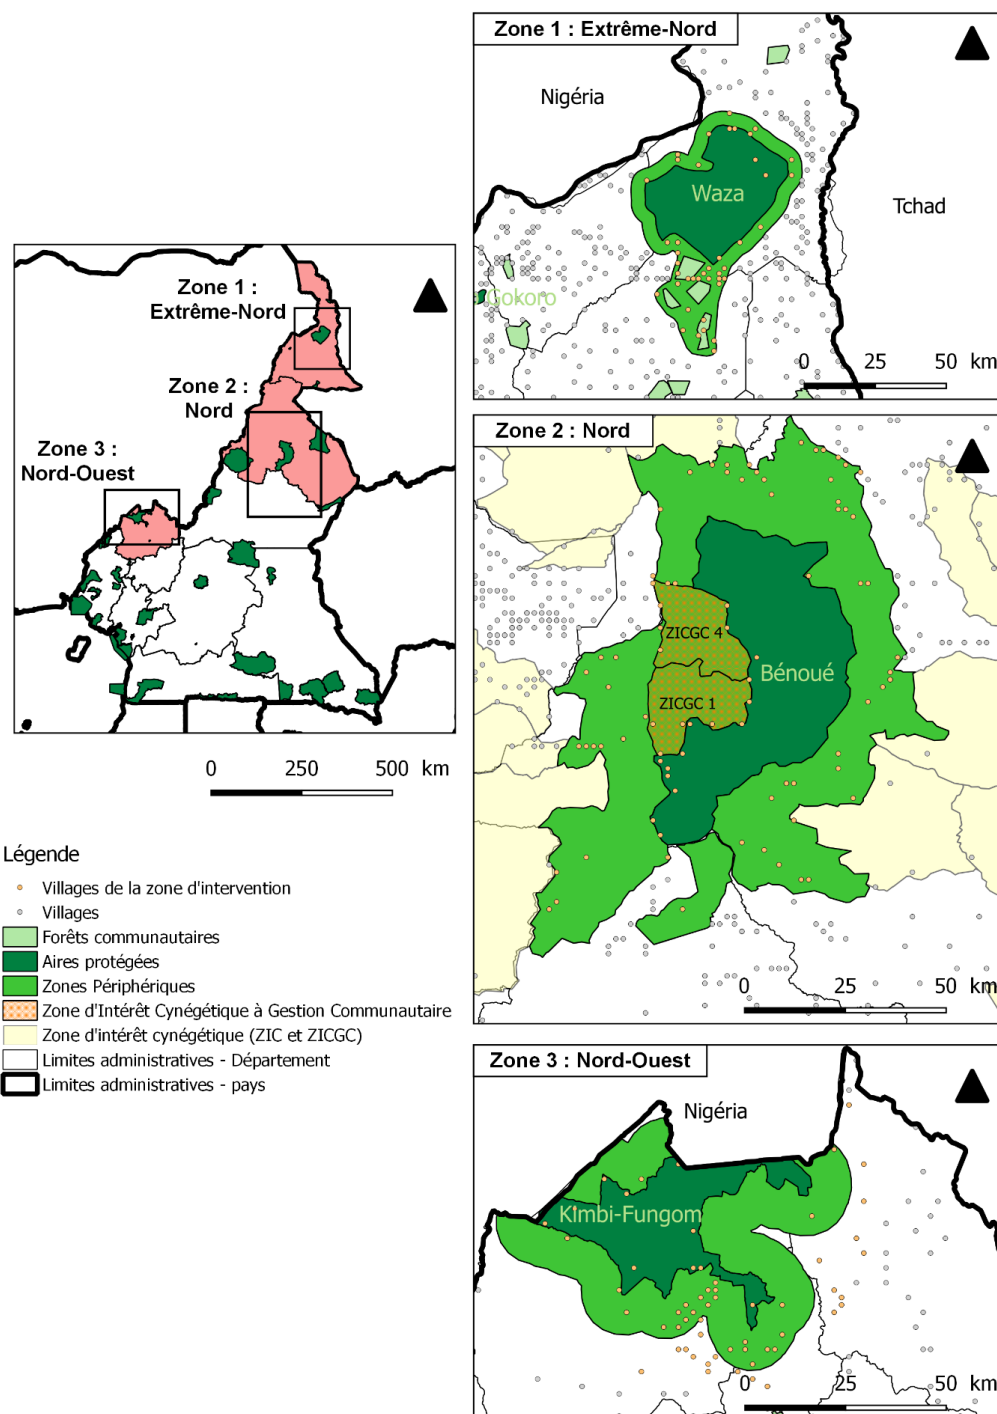 Zone 1 :
Extrême-Nord
Zone 2 :
Nord
Zone 3 :
Nord-Ouest
0 250 500 km
Légende
Villages de la zone d'intervention
Villages
Forêts communautaires
Aires protégées
Zones Périphériques
Zone d'Intérêt Cynégétique à Gestion Communautaire
Zone d'intérêt cynégétique (ZIC et ZICGC)
Limites administratives - Département
Limites administratives - pays
Zone 1 : Extrême-Nord
Nigéria
Waza
Tchad
Gokoro
0 25 50 km
Zone 2 : Nord
ZICGC 4
Bénoué
ZICGC 1
0 25 50 km
Zone 3 : Nord-Ouest
Nigéria
Kimbi-Fungom
0 25 50 km